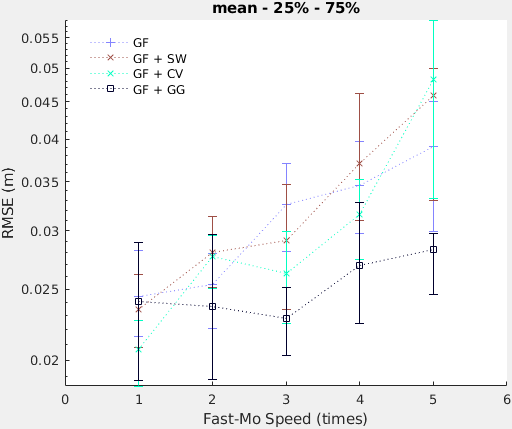 mean - 25% - 75%
GF
GF + SW
GF + CV
GF + GG
RMSE (m)
0.055
0.05
0.045
0.04
0.035
0.03
0.025
0.02
0 1 2 3 4 5 6
Fast-Mo Speed (times)